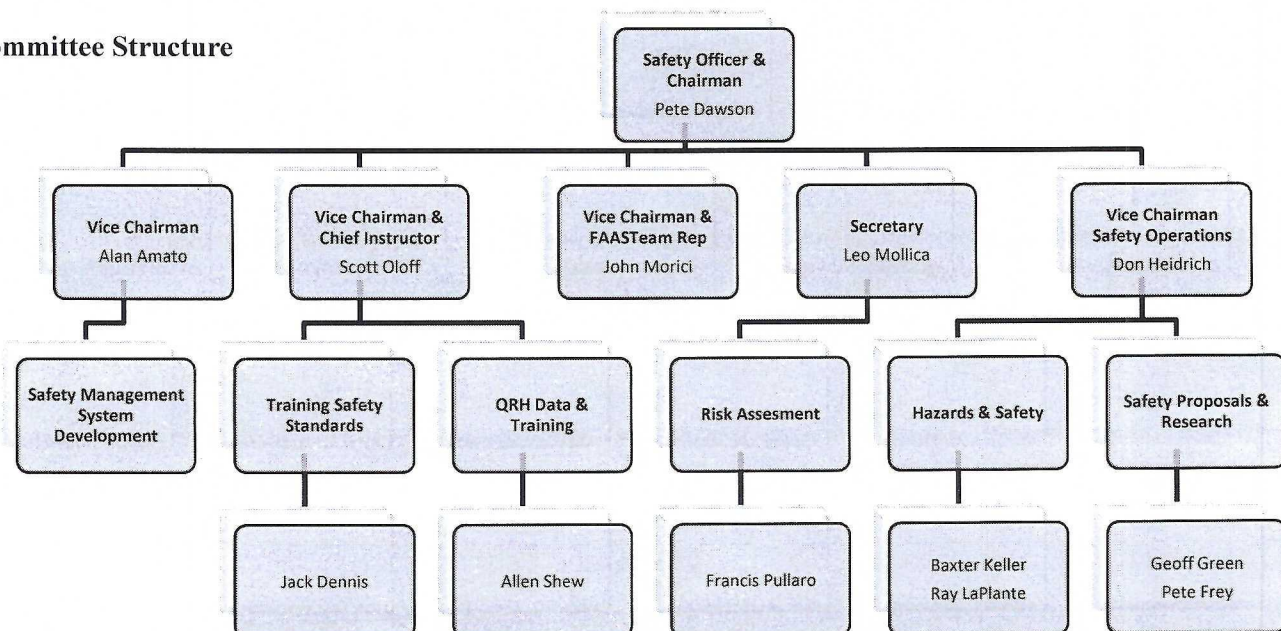 ommittee Structure
Safety Officer &
Chairman
Pete Dawson
Vice Chairman
Alan Amato
Vice Chairman &
Chief Instructor
Scott Oloff
Vice Chairman &
FAASTeam Rep
John Morici
Secretary
Leo Mollica
Vice Chairman
Safety Operations
Don Heidrich
Safety Management
System
Development
Training Safety
Standards
QRH Data &
Training
Risk Assesment
Hazards & Safety
Safety Proposals &
Research
Jack Dennis
Allen Shew
Francis Pullaro
Baxter Keller
Ray LaPlante
Geoff Green
Pete Frey